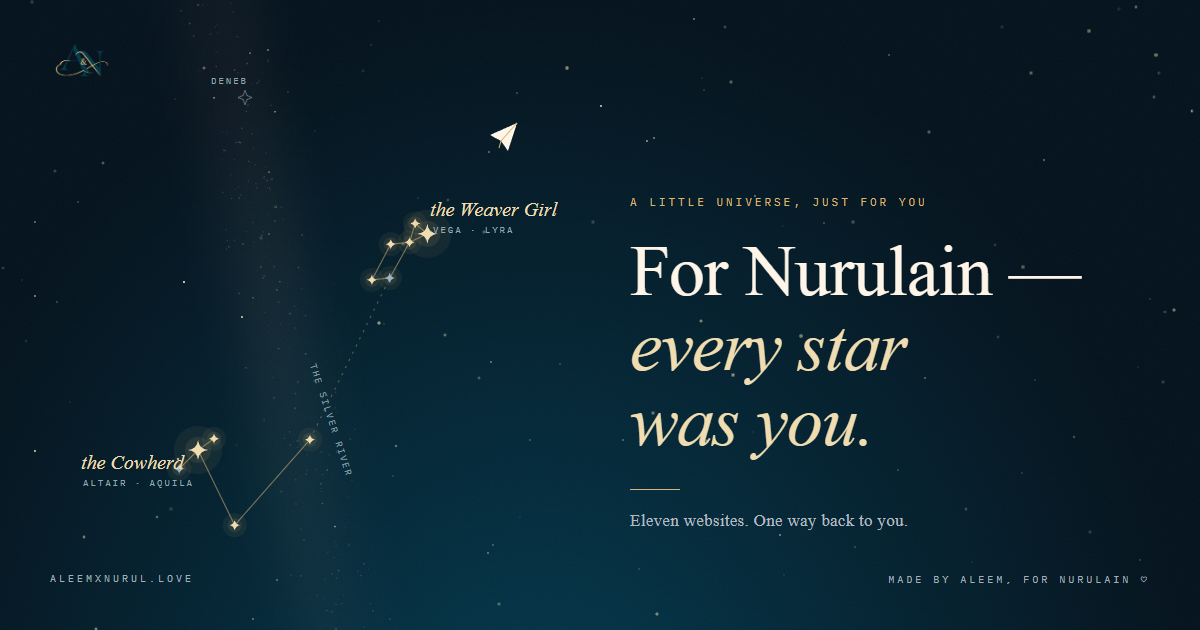 A&N
DENEB
the Weaver Girl
VEGA · LYRA
THE SILVER RIVER
the Cowherd
ALTAIR · AQUILA
ALEEMXNURUL.LOVE
A LITTLE UNIVERSE, JUST FOR YOU
For Nurulain —
every star
was you.
Eleven websites. One way back to you.
MADE BY ALEEM, FOR NURULAIN ♡